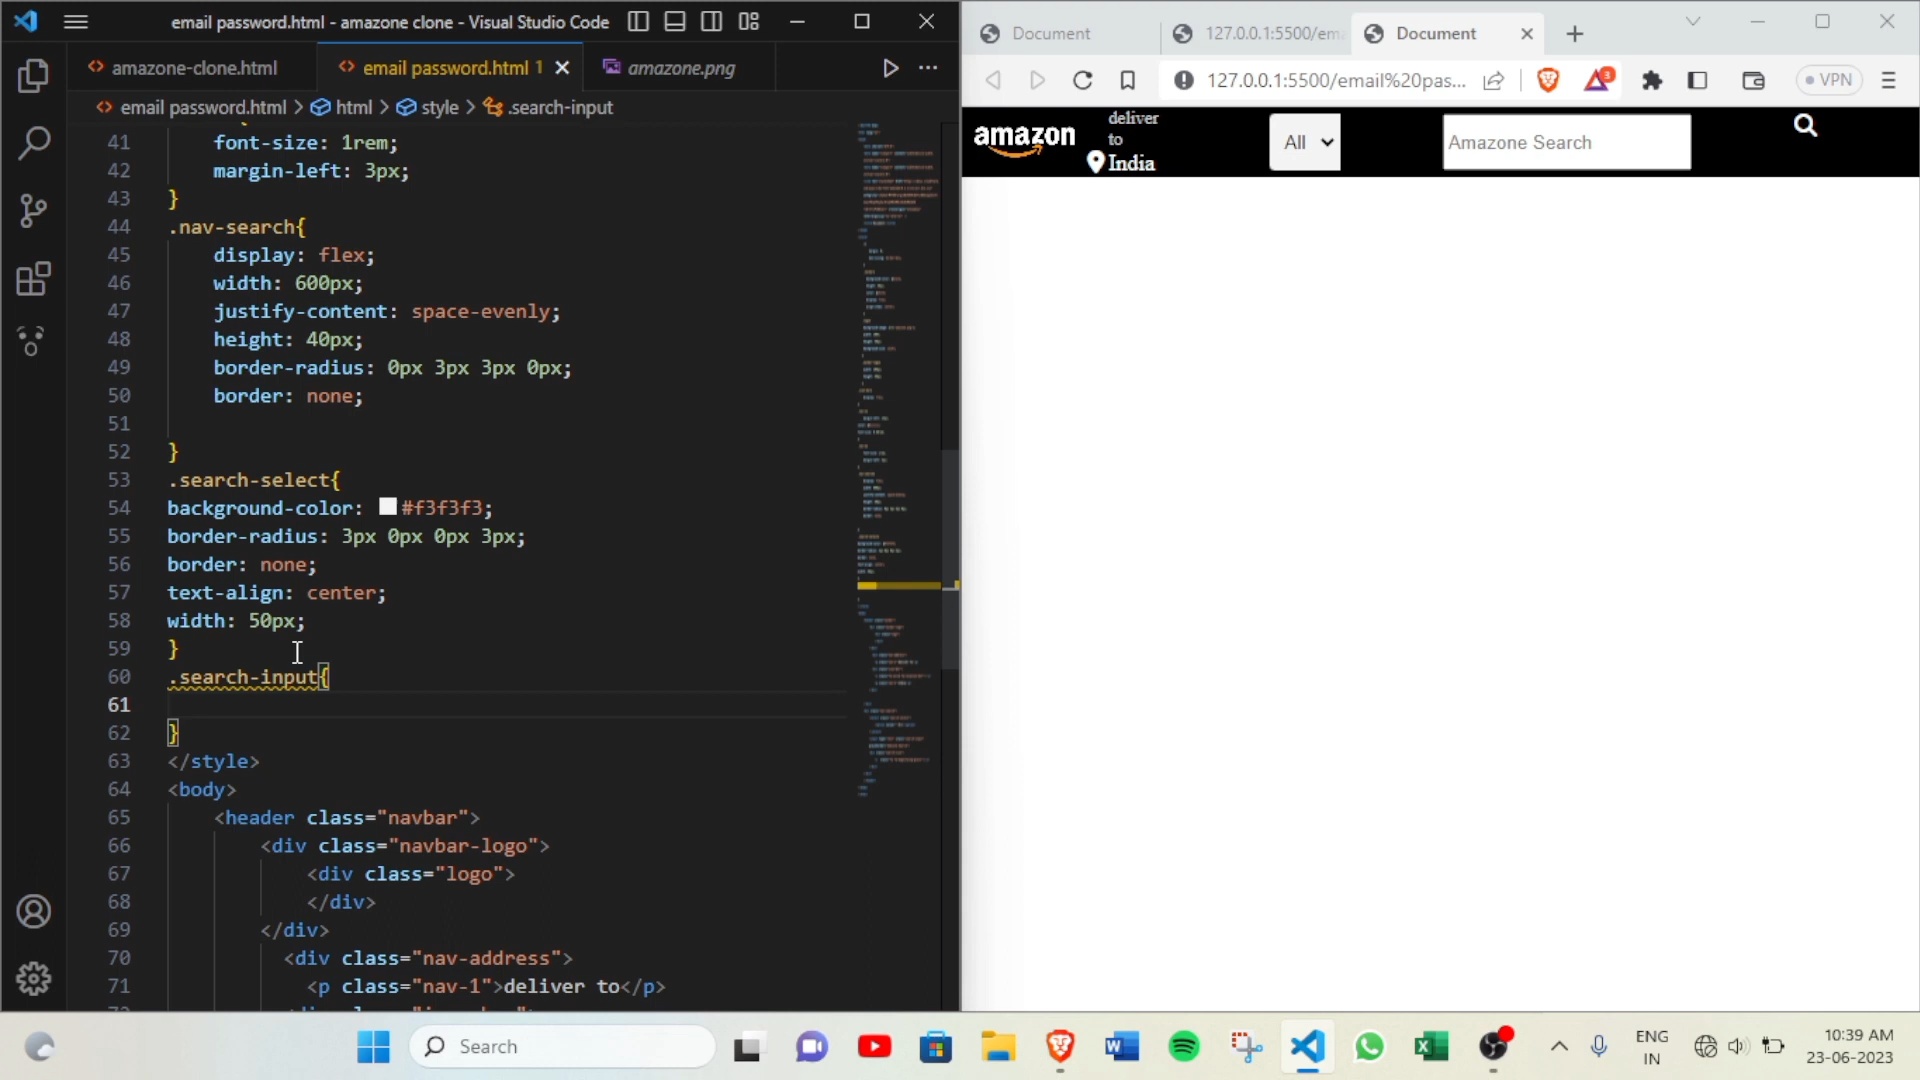 email password.html - amazone clone - Visual Studio Code
amazone-clone.html
email password.html 1
amazone.png
email password.html > html > style > .search-input
41 font-size: 1rem;
42 margin-left: 3px;
43 }
44 .nav-search{
45 display: flex;
46 width: 600px;
47 justify-content: space-evenly;
48 height: 40px;
49 border-radius: 0px 3px 3px 0px;
50 border: none;
51
52 }
53 .search-select{
54 background-color: #f3f3f3;
55 border-radius: 3px 0px 0px 3px;
56 border: none;
57 text-align: center;
58 width: 50px;
59 }
60 .search-input{
61
62 }
63 </style>
64 <body>
65 <header class="navbar">
66 <div class="navbar-logo">
67 <div class="logo">
68 </div>
69 </div>
70 <div class="nav-address">
71 <p class="nav-1">deliver to</p>
Document
127.0.0.1:5500/em
Document
127.0.0.1:5500/email%20pas...
3
VPN
amazon
deliver
to
India
All
Amazone Search
Search
ENG
IN
10:39 AM
23-06-2023